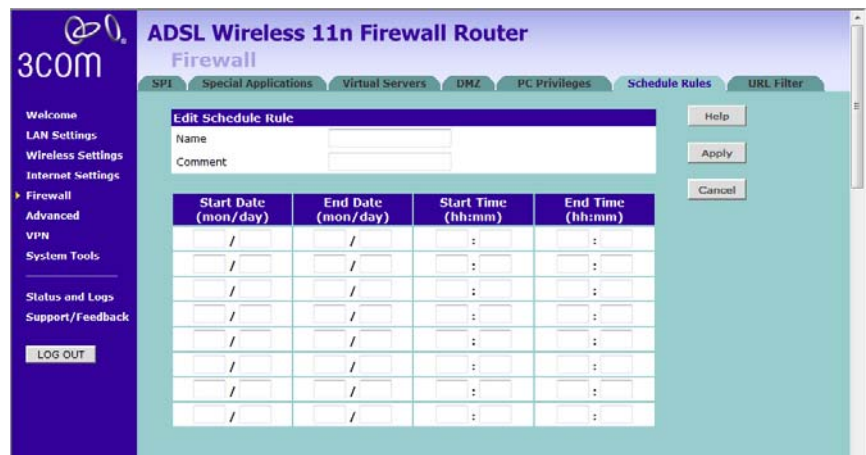 3COM
ADSL Wireless 11n Firewall Router
Firewall
SPI Special Applications Virtual Servers DMZ PC Privileges Schedule Rules URL Filter
Welcome
LAN Settings
Wireless Settings
Internet Settings
Firewall
Advanced
VPN
System Tools
Status and Logs
Support/Feedback
LOG OUT
Edit Schedule Rule
Name
Comment
Start Date (mon/day) End Date (mon/day) Start Time (hh:mm) End Time (hh:mm)
/ / : :
/ / : :
/ / : :
/ / : :
/ / : :
/ / : :
/ / : :
/ / : :
Help
Apply
Cancel